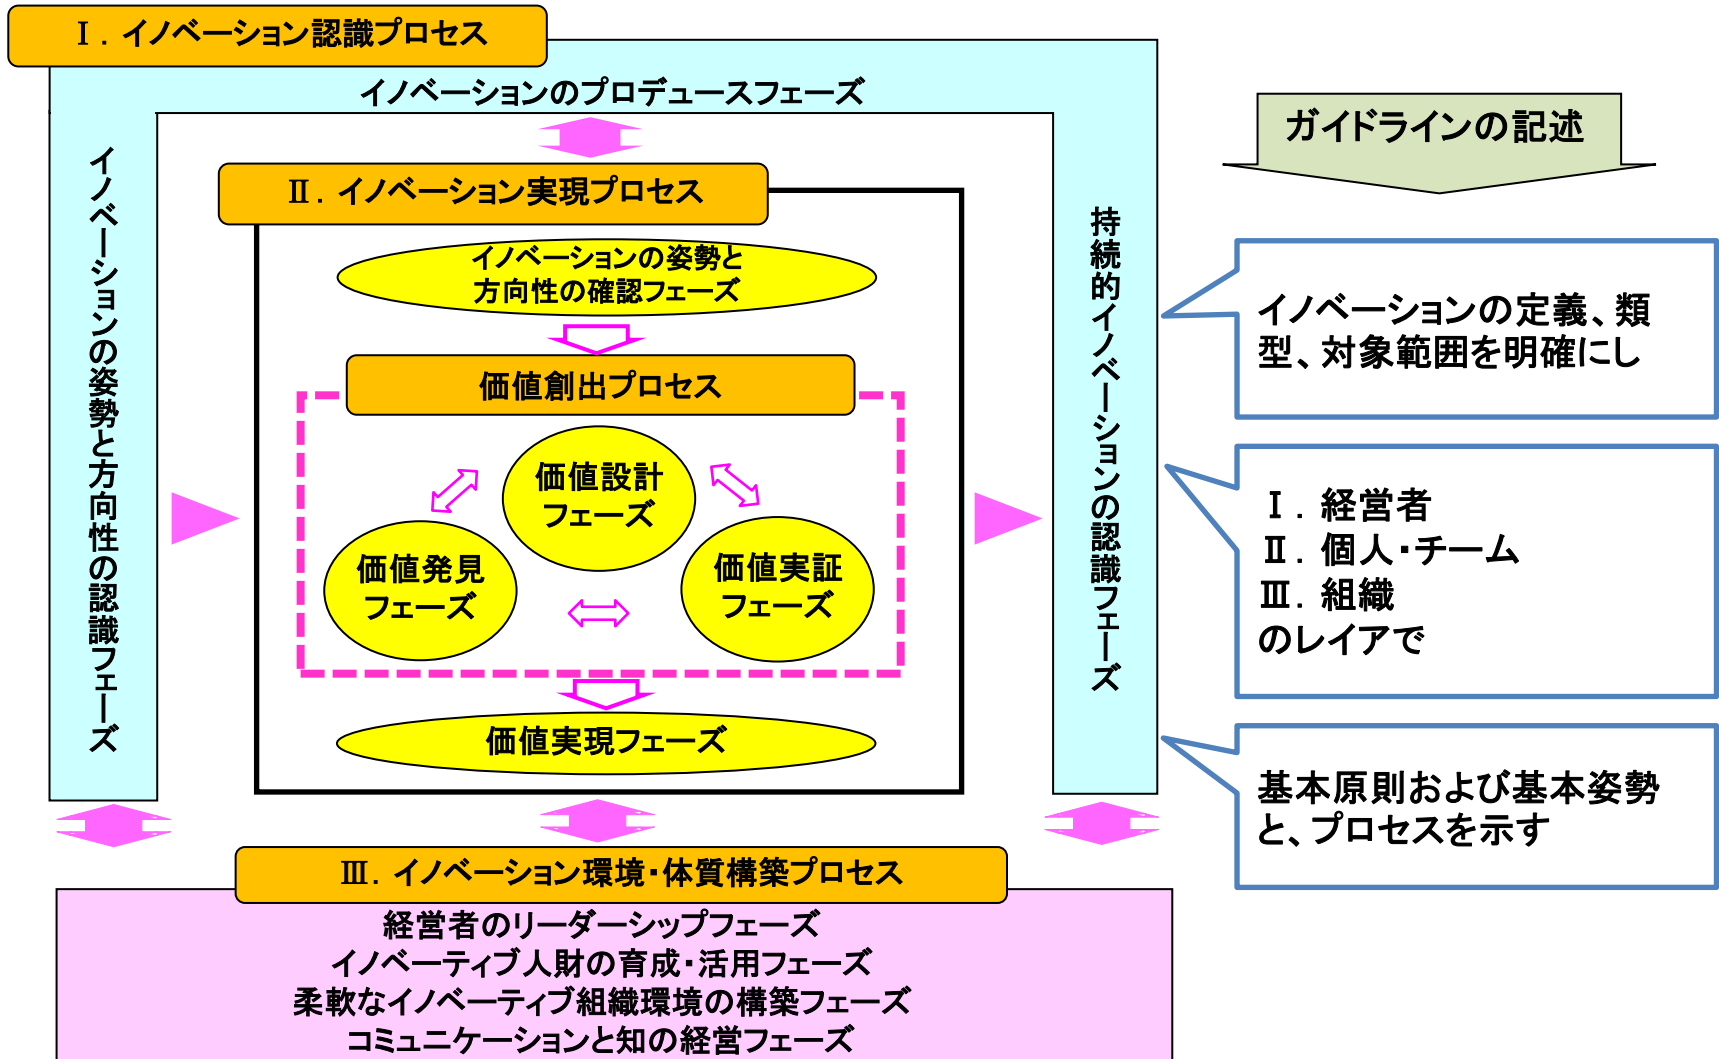 Ⅰ．イノベーション認識プロセス
イノベーションのプロデュースフェーズ
イノベーションの姿勢と方向性の認識フェーズ
Ⅱ．イノベーション実現プロセス
イノベーションの姿勢と
方向性の確認フェーズ
価値創出プロセス
価値設計
フェーズ
価値発見
フェーズ
価値実証
フェーズ
価値実現フェーズ
持続的イノベーションの認識フェーズ
Ⅲ．イノベーション環境・体質構築プロセス
経営者のリーダーシップフェーズ
イノベーティブ人財の育成・活用フェーズ
柔軟なイノベーティブ組織環境の構築フェーズ
コミュニケーションと知の経営フェーズ
ガイドラインの記述
イノベーションの定義、類
型、対象範囲を明確にし
Ⅰ．経営者
Ⅱ．個人・チーム
Ⅲ．組織
のレイアで
基本原則および基本姿勢
と、プロセスを示す